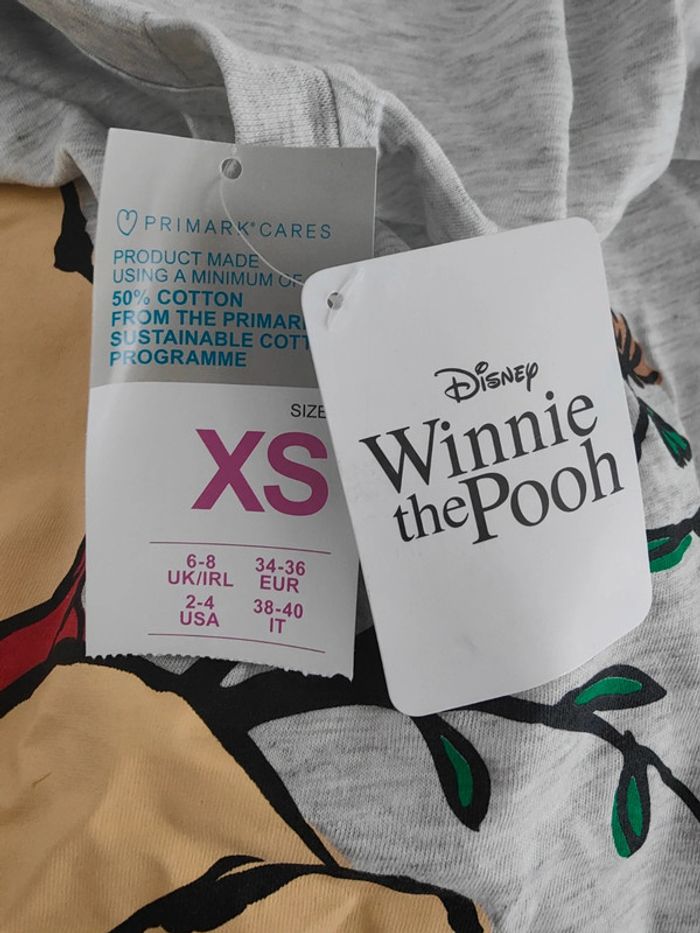 PRIMARK® CARES
PRODUCT MADE
USING A MINIMUM OF
50% COTTON
FROM THE PRIMAR
SUSTAINABLE COTT
PROGRAMME
SIZE
XS
6-8 34-36
UK/IRL EUR
2-4 38-40
USA IT
Disney
Winnie
the Pooh